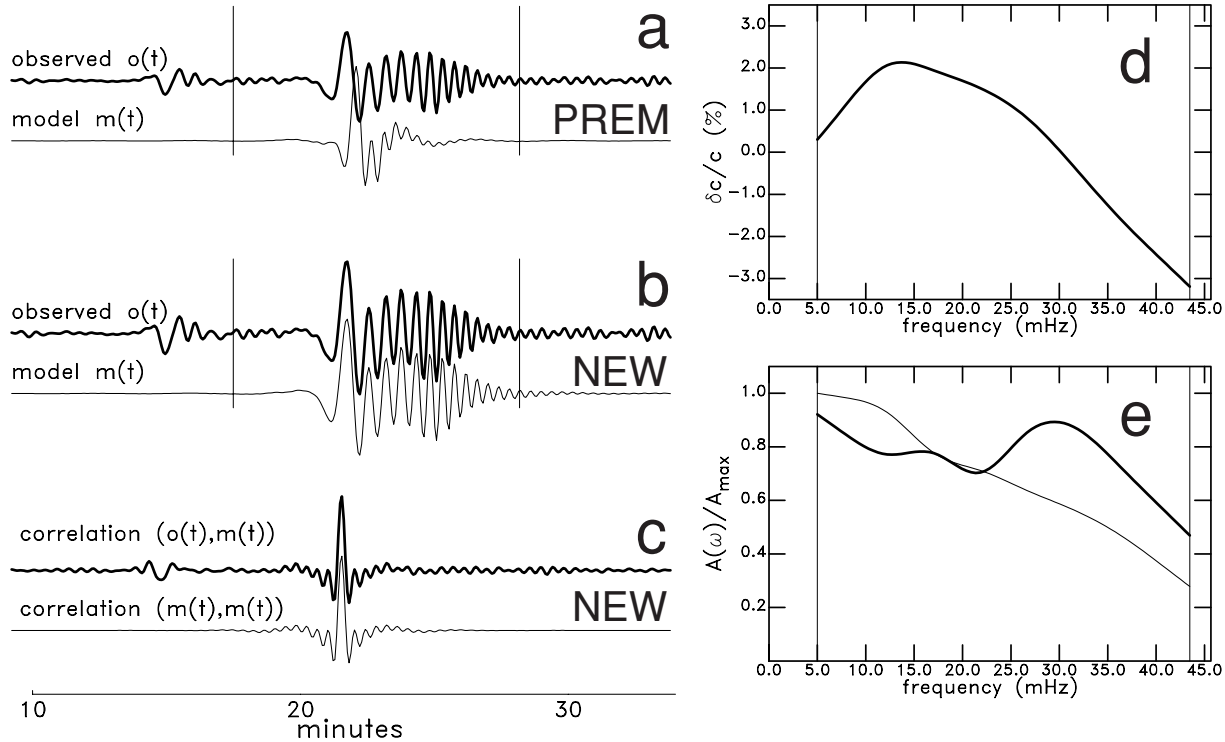 a
observed o(t)
model m(t)
PREM
b
observed o(t)
model m(t)
NEW
c
correlation (o(t),m(t))
correlation (m(t),m(t))
NEW
10 20 30
minutes
d
δc/c (%)
3.0
2.0
1.0
0.0
-1.0
-2.0
-3.0
0.0 5.0 10.0 15.0 20.0 25.0 30.0 35.0 40.0 45.0
frequency (mHz)
e
A(ω)/Amax
1.0
0.8
0.6
0.4
0.2
0.0 5.0 10.0 15.0 20.0 25.0 30.0 35.0 40.0 45.0
frequency (mHz)